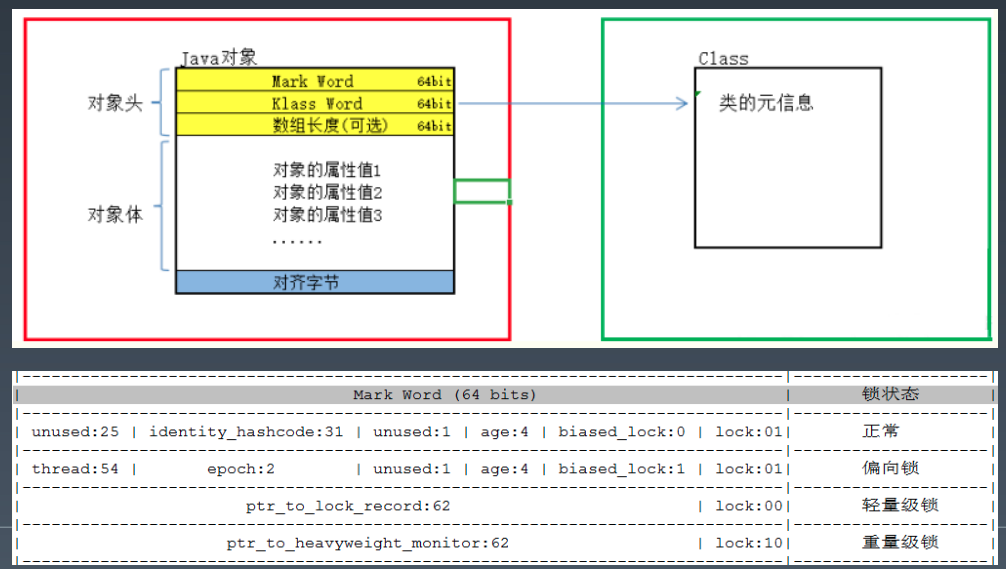 Java对象
Class
对象头
Mark Word 64bit
Klass Word 64bit
数组长度(可选) 64bit
类的元信息
对象体
对象的属性值1
对象的属性值2
对象的属性值3
......
对齐字节
Mark Word (64 bits) | 锁状态
unused:25 | identity_hashcode:31 | unused:1 | age:4 | biased_lock:0 | lock:01 | 正常
thread:54 | epoch:2 | unused:1 | age:4 | biased_lock:1 | lock:01 | 偏向锁
ptr_to_lock_record:62 | lock:00 | 轻量级锁
ptr_to_heavyweight_monitor:62 | lock:10 | 重量级锁